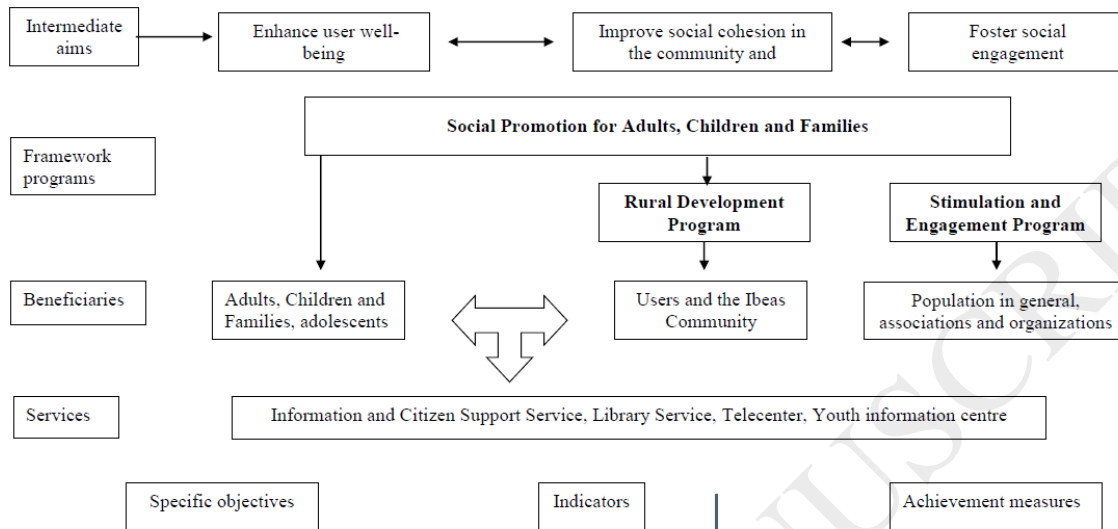 Intermediate
aims
Enhance user well-
being
Improve social cohesion in
the community and
Foster social
engagement
Social Promotion for Adults, Children and Families
Framework
programs
Rural Development
Program
Stimulation and
Engagement Program
Beneficiaries
Adults, Children and
Families, adolescents
Users and the Ibeas
Community
Population in general,
associations and organizations
Services
Information and Citizen Support Service, Library Service, Telecenter, Youth information centre
Specific objectives
Indicators
Achievement measures